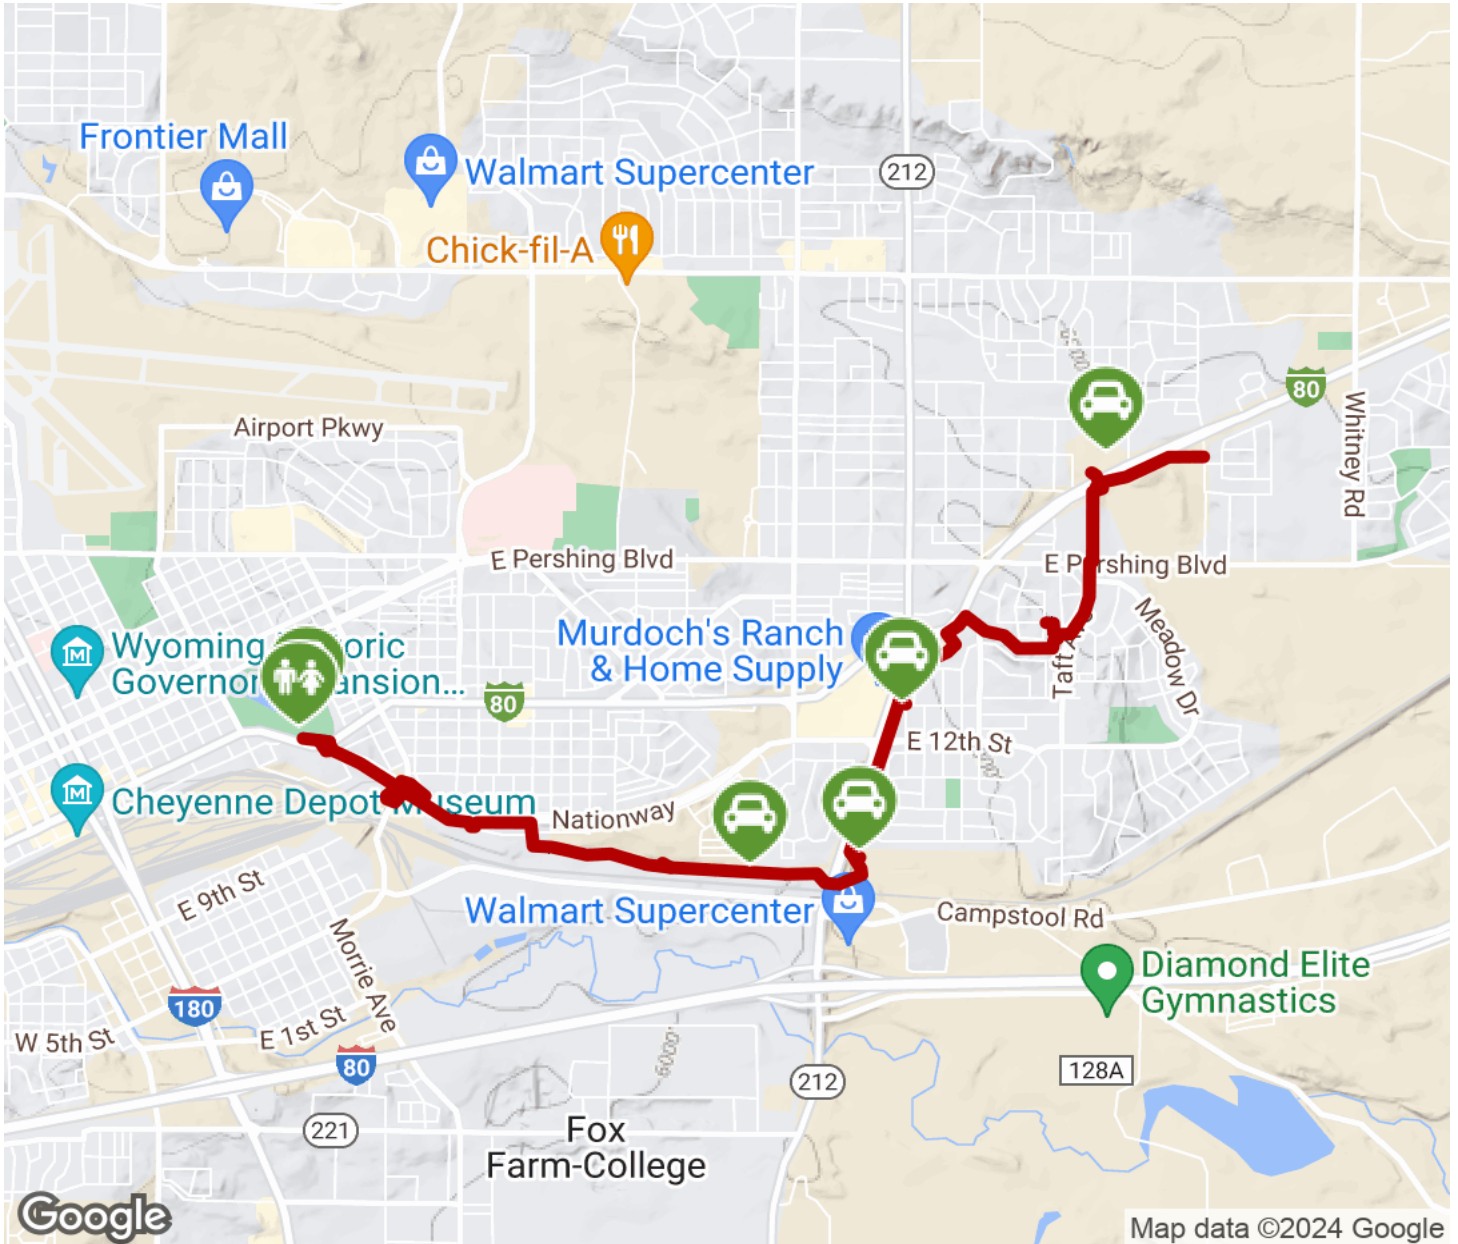 Frontier Mall
Walmart Supercenter
212
Chick-fil-A
80
Whitney Rd
Airport Pkwy
E Pershing Blvd
E Pershing Blvd
Murdoch's Ranch
& Home Supply
Meadow Dr
Wyoming
oric
Governor
ansion...
80
Taft
E 12th St
Cheyenne Depot Museum
Nationway
E 9th St
Walmart Supercenter
Campstool Rd
Morrie Ave
Diamond Elite
Gymnastics
180
E 1st St
W 5th St
80
128A
212
221
Fox
Farm-College
Google
Map data ©2024 Google